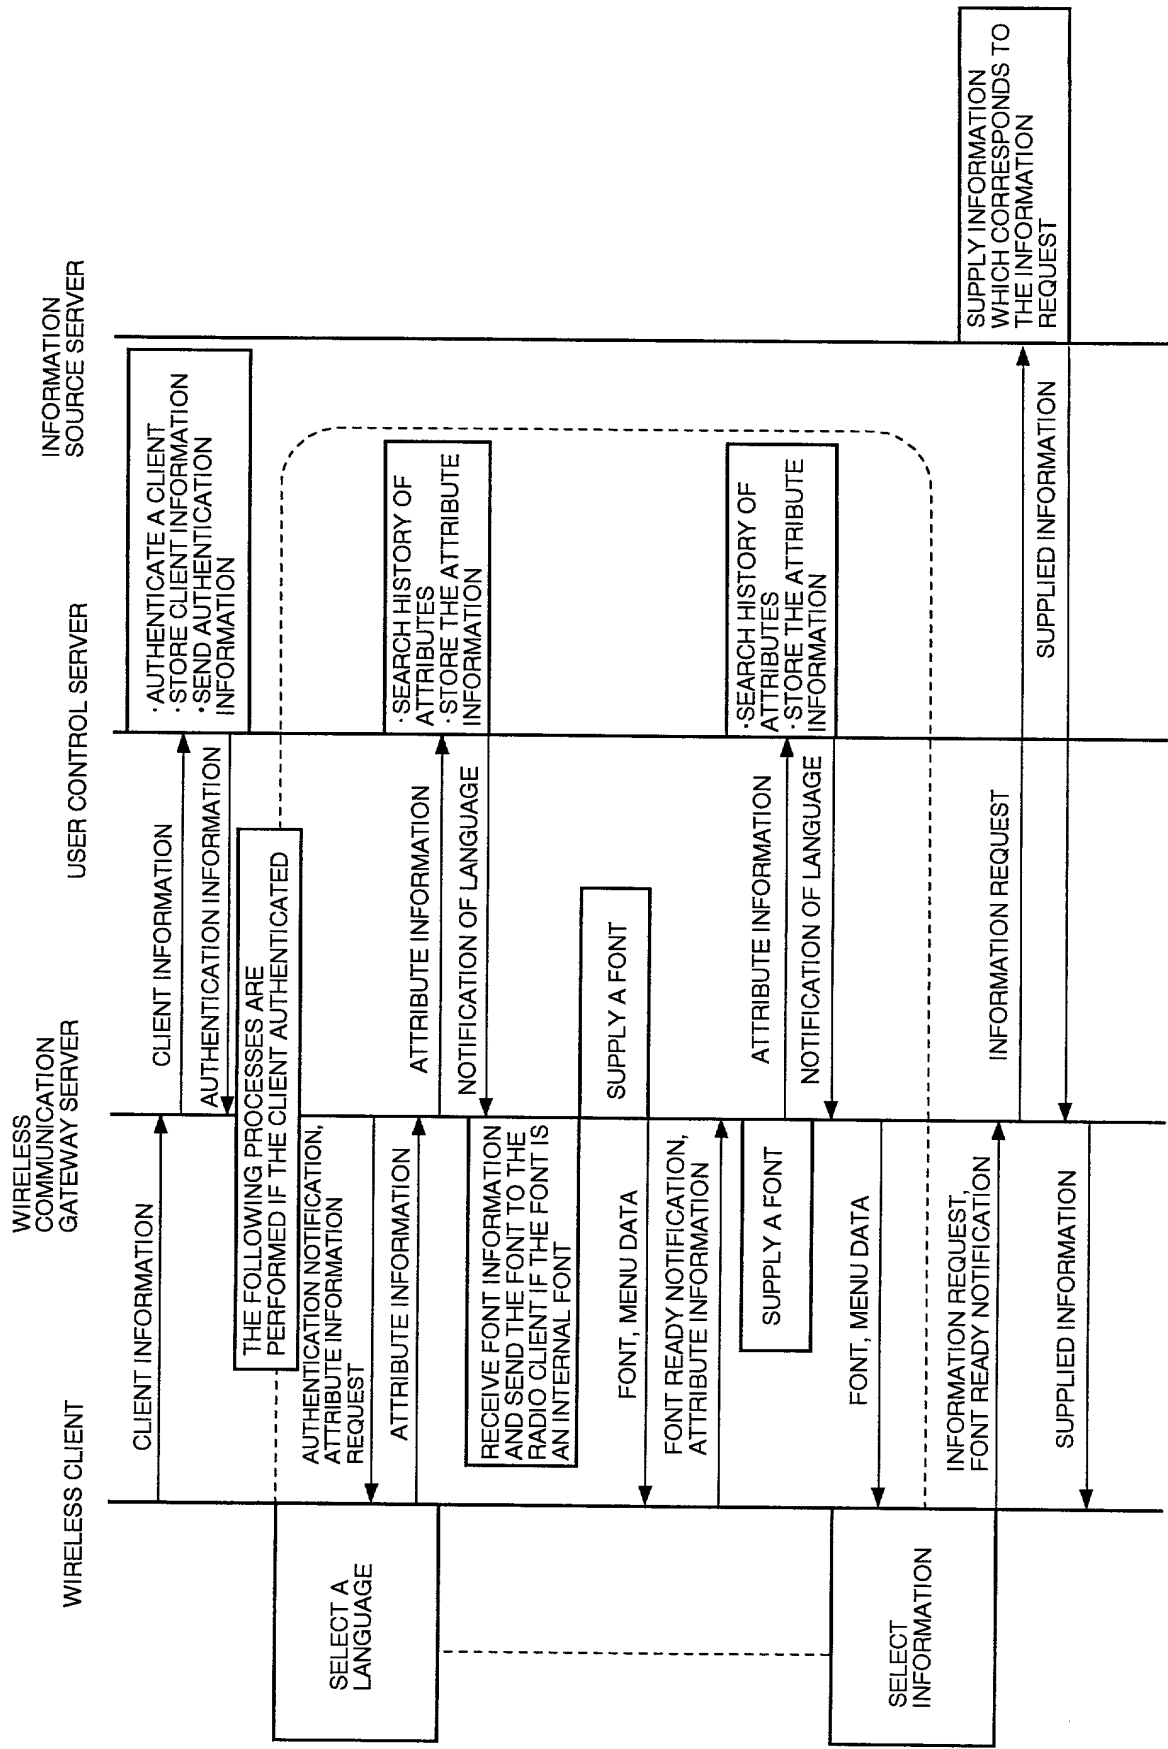 WIRELESS CLIENT
WIRELESS
COMMUNICATION
GATEWAY SERVER
USER CONTROL SERVER
INFORMATION
SOURCE SERVER
CLIENT INFORMATION
CLIENT INFORMATION
·AUTHENTICATE A CLIENT
·STORE CLIENT INFORMATION
·SEND AUTHENTICATION
INFORMATION
AUTHENTICATION INFORMATION
THE FOLLOWING PROCESSES ARE
PERFORMED IF THE CLIENT AUTHENTICATED
AUTHENTICATION NOTIFICATION,
ATTRIBUTE INFORMATION
REQUEST
SELECT A
LANGUAGE
ATTRIBUTE INFORMATION
ATTRIBUTE INFORMATION
·SEARCH HISTORY OF
ATTRIBUTES
·STORE THE ATTRIBUTE
INFORMATION
NOTIFICATION OF LANGUAGE
RECEIVE FONT INFORMATION
AND SEND THE FONT TO THE
RADIO CLIENT IF THE FONT IS
AN INTERNAL FONT
SUPPLY A FONT
FONT, MENU DATA
FONT READY NOTIFICATION,
ATTRIBUTE INFORMATION
ATTRIBUTE INFORMATION
·SEARCH HISTORY OF
ATTRIBUTES
·STORE THE ATTRIBUTE
INFORMATION
NOTIFICATION OF LANGUAGE
SUPPLY A FONT
FONT, MENU DATA
SELECT
INFORMATION
INFORMATION REQUEST,
FONT READY NOTIFICATION
INFORMATION REQUEST
SUPPLY INFORMATION
WHICH CORRESPONDS TO
THE INFORMATION
REQUEST
SUPPLIED INFORMATION
SUPPLIED INFORMATION